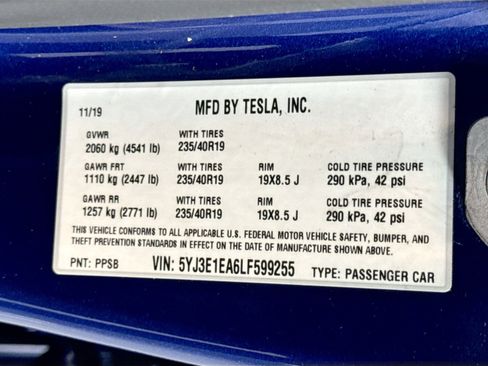 11/19 MFD BY TESLA, INC.
GVWR WITH TIRES
2060 kg (4541 lb) 235/40R19
GAWR FRT WITH TIRES RIM COLD TIRE PRESSURE
1110 kg (2447 lb) 235/40R19 19X8.5 J 290 kPa, 42 psi
GAWR RR WITH TIRES RIM COLD TIRE PRESSURE
1257 kg (2771 lb) 235/40R19 19X8.5 J 290 kPa, 42 psi
THIS VEHICLE CONFORMS TO ALL APPLICABLE U.S. FEDERAL MOTOR VEHICLE SAFETY, BUMPER, AND
THEFT PREVENTION STANDARDS IN EFFECT ON THE DATE OF MANUFACTURE SHOWN ABOVE.
PNT: PPSB VIN: 5YJ3E1EA6LF599255 TYPE: PASSENGER CAR